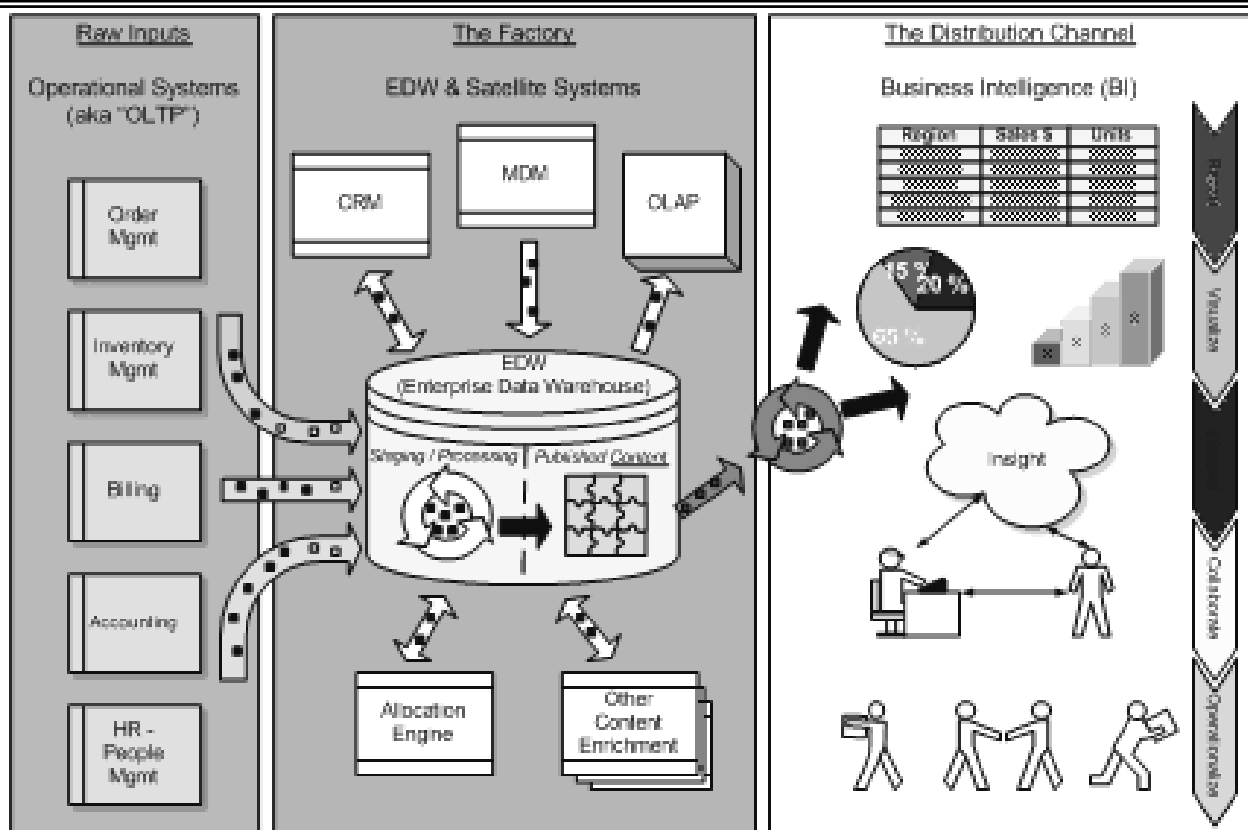 Raw Inputs
Operational Systems
(aka "OLTP")
Order
Mgmt
Inventory
Mgmt
Billing
Accounting
HR -
People
Mgmt
The Factory
EDW & Satellite Systems
CRM
MDM
OLAP
EDW
(Enterprise Data Warehouse)
Staging / Processing
Published Content
Allocation
Engine
Other
Content
Enrichment
The Distribution Channel
Business Intelligence (BI)
Region Sales $ Units
15 %
20 %
65 %
Insight
Visualize
Collaborate
Operationalize